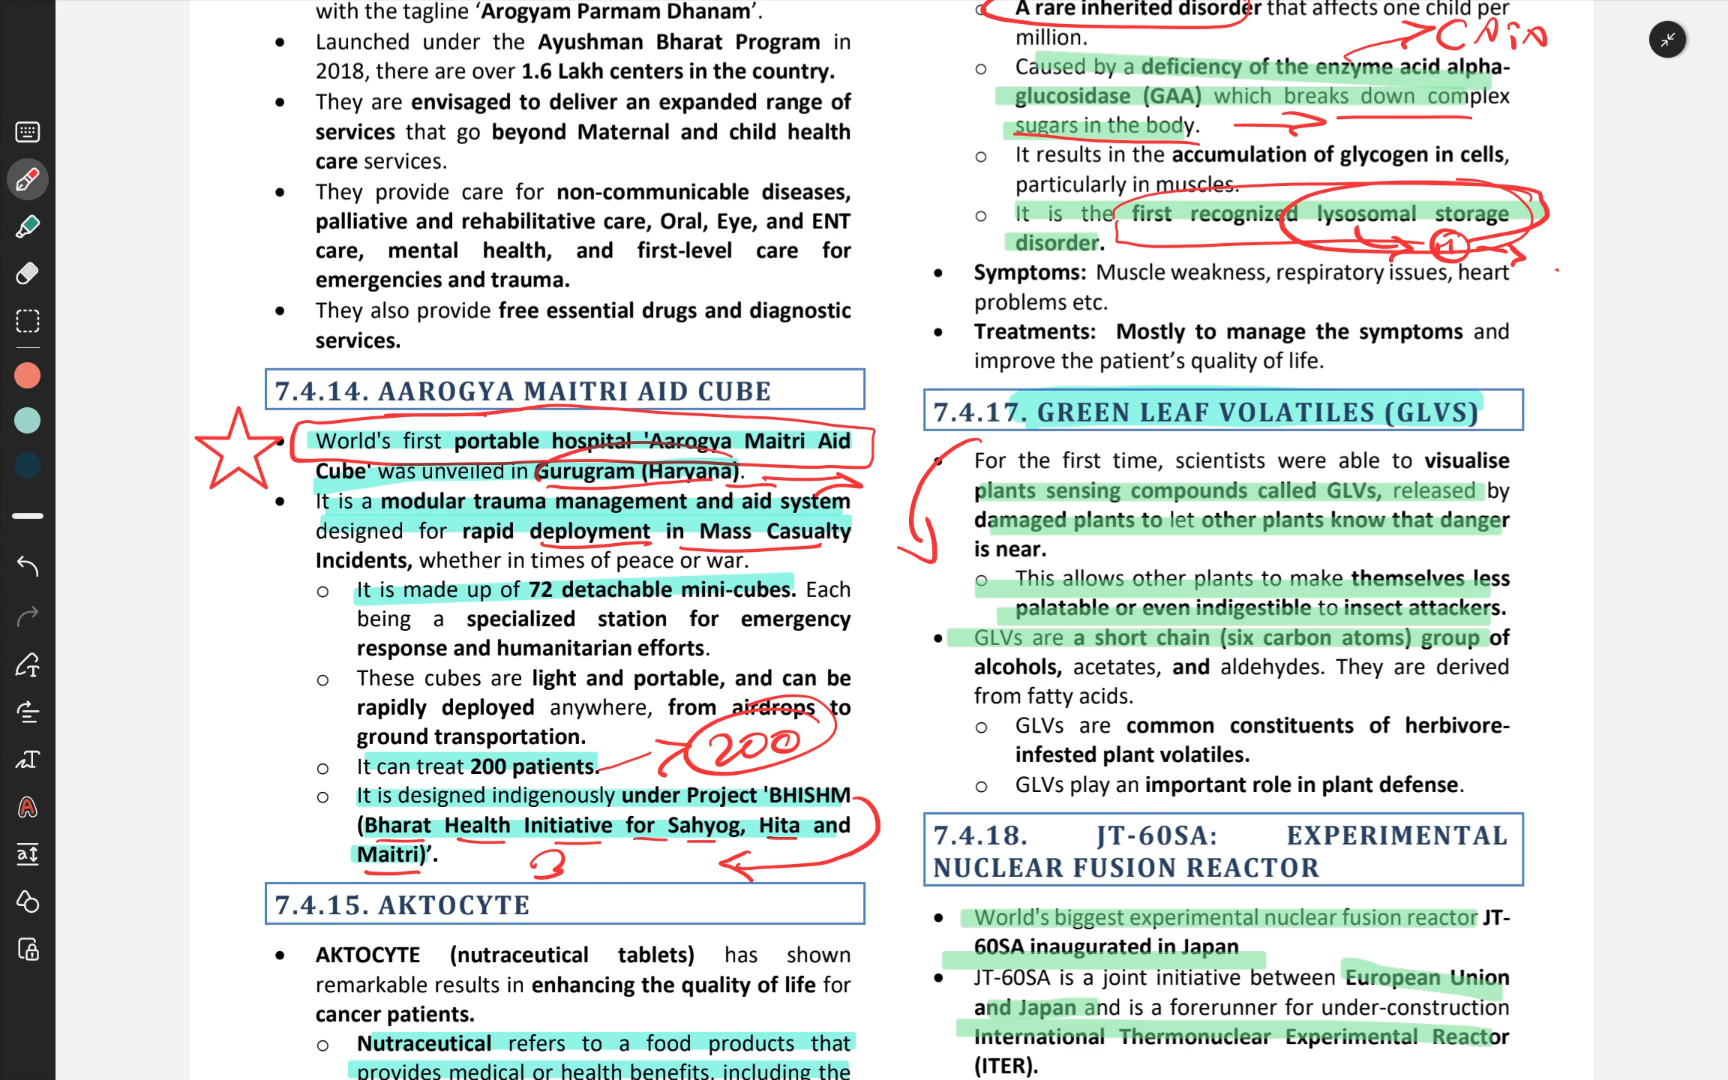 with the tagline ‘Arogyam Parmam Dhanam’.
• Launched under the Ayushman Bharat Program in
2018, there are over 1.6 Lakh centers in the country.
• They are envisaged to deliver an expanded range of
services that go beyond Maternal and child health
care services.
• They provide care for non-communicable diseases,
palliative and rehabilitative care, Oral, Eye, and ENT
care, mental health, and first-level care for
emergencies and trauma.
• They also provide free essential drugs and diagnostic
services.
7.4.14. AAROGYA MAITRI AID CUBE
• World's first portable hospital 'Aarogya Maitri Aid
Cube' was unveiled in Gurugram (Haryana).
• It is a modular trauma management and aid system
designed for rapid deployment in Mass Casualty
Incidents, whether in times of peace or war.
o It is made up of 72 detachable mini-cubes. Each
being a specialized station for emergency
response and humanitarian efforts.
o These cubes are light and portable, and can be
rapidly deployed anywhere, from airdrops to
ground transportation.
200
o It can treat 200 patients.
o It is designed indigenously under Project 'BHISHM
(Bharat Health Initiative for Sahyog, Hita and
Maitri)’.
7.4.15. AKTOCYTE
• AKTOCYTE (nutraceutical tablets) has shown
remarkable results in enhancing the quality of life for
cancer patients.
o Nutraceutical refers to a food products that
provides medical or health benefits, including the
o A rare inherited disorder that affects one child per
million.
o Caused by a deficiency of the enzyme acid alpha-
glucosidase (GAA) which breaks down complex
sugars in the body.
o It results in the accumulation of glycogen in cells,
particularly in muscles.
o It is the first recognized lysosomal storage
disorder.
• Symptoms: Muscle weakness, respiratory issues, heart
problems etc.
• Treatments: Mostly to manage the symptoms and
improve the patient’s quality of life.
7.4.17. GREEN LEAF VOLATILES (GLVS)
• For the first time, scientists were able to visualise
plants sensing compounds called GLVs, released by
damaged plants to let other plants know that danger
is near.
o This allows other plants to make themselves less
palatable or even indigestible to insect attackers.
• GLVs are a short chain (six carbon atoms) group of
alcohols, acetates, and aldehydes. They are derived
from fatty acids.
o GLVs are common constituents of herbivore-
infested plant volatiles.
o GLVs play an important role in plant defense.
7.4.18. JT-60SA: EXPERIMENTAL
NUCLEAR FUSION REACTOR
• World's biggest experimental nuclear fusion reactor JT-
60SA inaugurated in Japan
• JT-60SA is a joint initiative between European Union
and Japan and is a forerunner for under-construction
International Thermonuclear Experimental Reactor
(ITER).